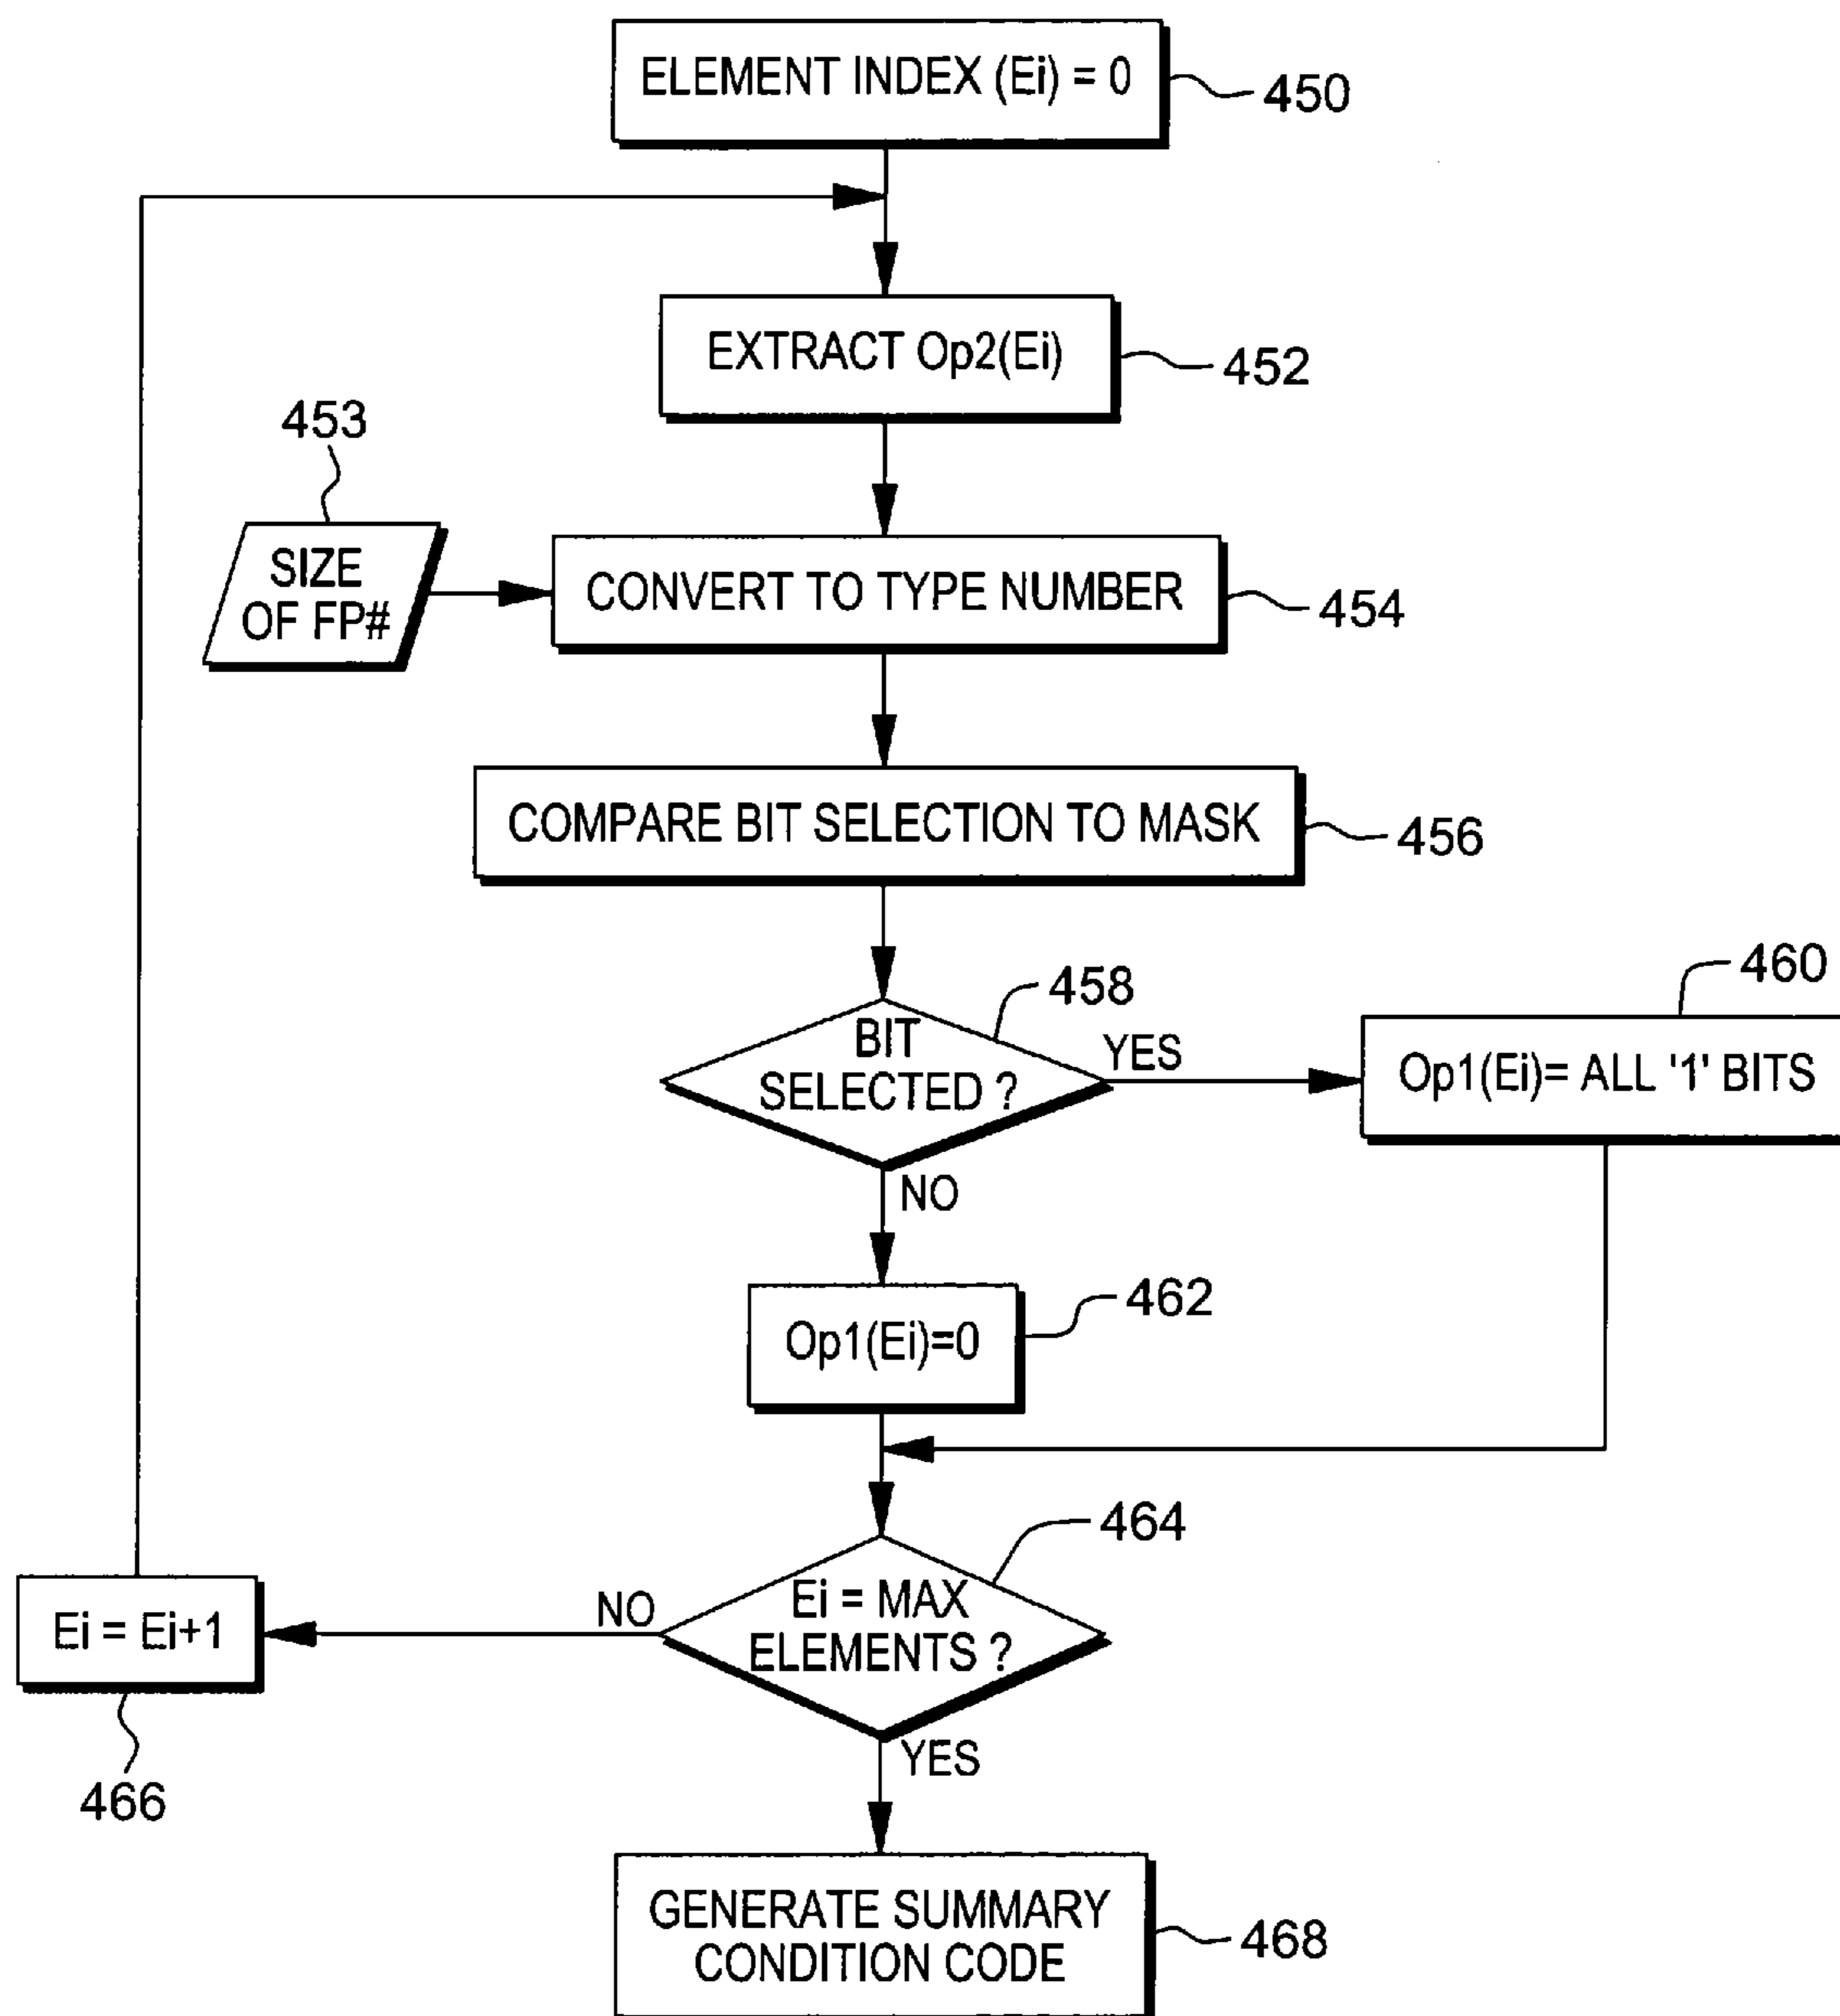 ELEMENT INDEX (Ei) = 0
450
EXTRACT Op2(Ei)
452
453
SIZE
OF FP#
CONVERT TO TYPE NUMBER
454
COMPARE BIT SELECTION TO MASK
456
458
BIT
SELECTED ?
YES
460
Op1(Ei)= ALL '1' BITS
NO
462
Op1(Ei)=0
464
Ei = MAX
ELEMENTS ?
NO
Ei = Ei+1
466
YES
GENERATE SUMMARY
CONDITION CODE
468